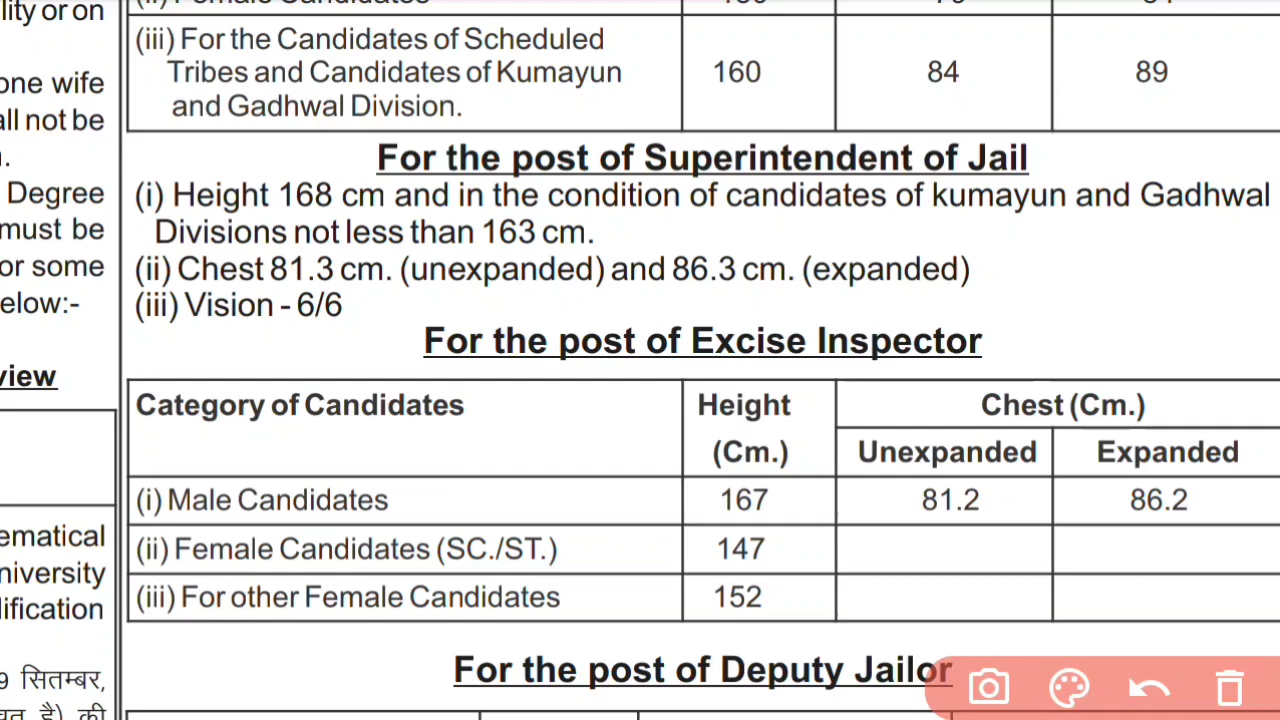 lity or on
one wife
all not be
Degree
must be
or some
elow:-
view
ematical
niversity
lification
9 सितम्बर,
है) की
(ii) Female Candidates
(iii) For the Candidates of Scheduled
Tribes and Candidates of Kumayun
and Gadhwal Division.
160 84 89
For the post of Superintendent of Jail
(i) Height 168 cm and in the condition of candidates of kumayun and Gadhwal
Divisions not less than 163 cm.
(ii) Chest 81.3 cm. (unexpanded) and 86.3 cm. (expanded)
(iii) Vision - 6/6
For the post of Excise Inspector
Category of Candidates Height Chest (Cm.)
(Cm.) Unexpanded Expanded
(i) Male Candidates 167 81.2 86.2
(ii) Female Candidates (SC./ST.) 147
(iii) For other Female Candidates 152
For the post of Deputy Jailor